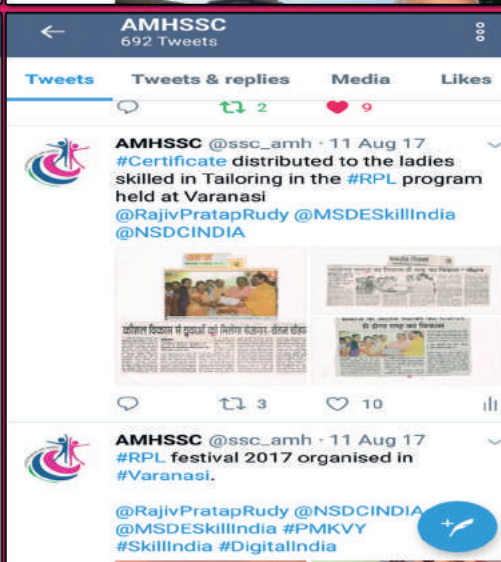 AMHSSC
692 Tweets
Tweets Tweets & replies Media Likes
2 9
AMHSSC @ssc_amh · 11 Aug 17
#Certificate distributed to the ladies
skilled in Tailoring in the #RPL program
held at Varanasi
@RajivPratapRudy @MSDESkillIndia
@NSDCINDIA
कौशल विकास से युवाओं को मिलेगा रोजगार
3 10
AMHSSC @ssc_amh · 11 Aug 17
#RPL festival 2017 organised in
#Varanasi.
@RajivPratapRudy @NSDCINDIA
@MSDESkillIndia #PMKVY
#SkillIndia #DigitalIndia